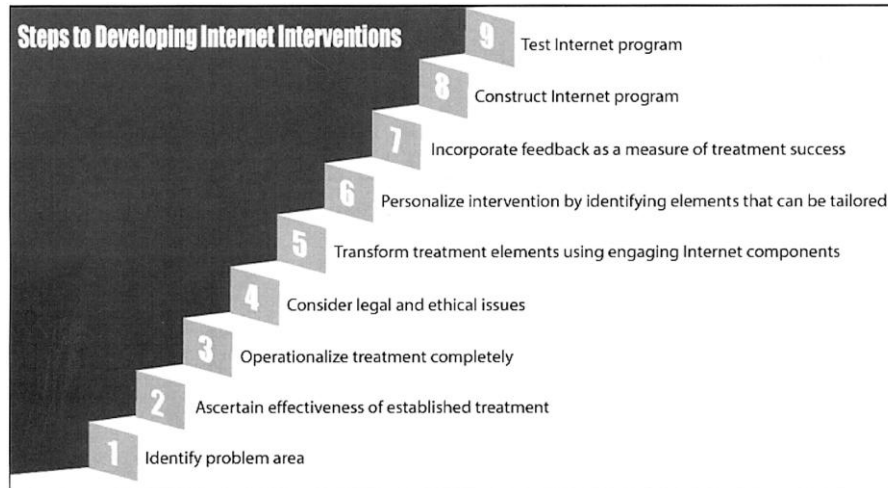 Steps to Developing Internet Interventions
9 Test Internet program
8 Construct Internet program
7 Incorporate feedback as a measure of treatment success
6 Personalize intervention by identifying elements that can be tailored
5 Transform treatment elements using engaging Internet components
4 Consider legal and ethical issues
3 Operationalize treatment completely
2 Ascertain effectiveness of established treatment
1 Identify problem area